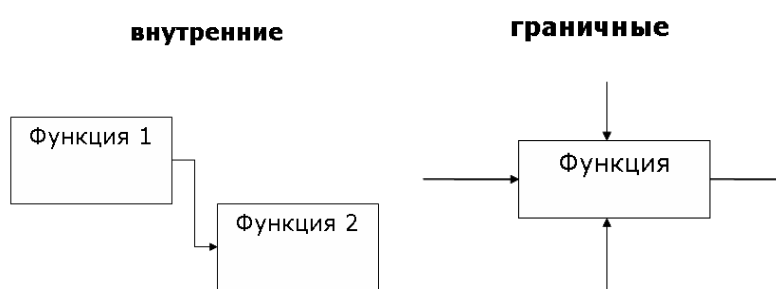 внутренние
граничные
Функция 1
Функция 2
Функция